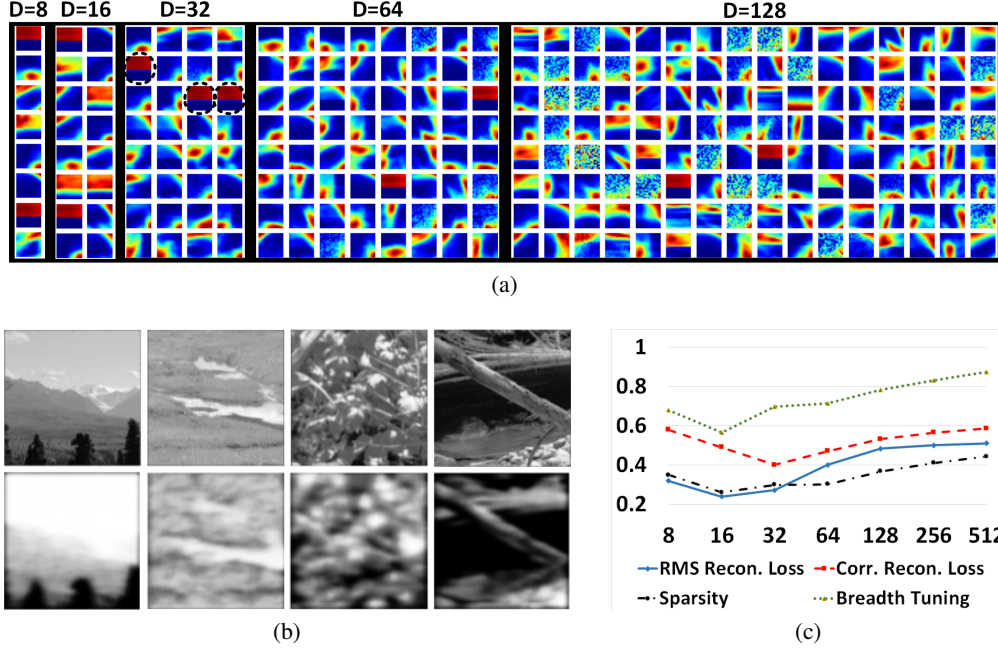 D=8 D=16 D=32 D=64 D=128
(a)
1
0.8
0.6
0.4
0.2
8 16 32 64 128 256 512
RMS Recon. Loss Corr. Recon. Loss
Sparsity Breadth Tuning
(b) (c)